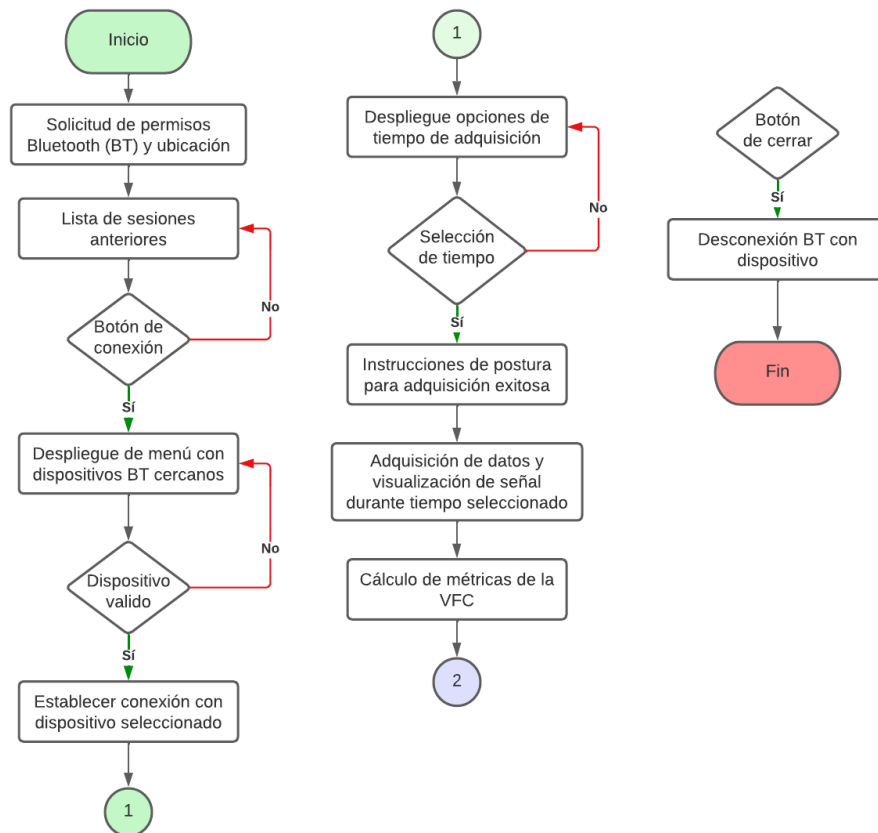 Inicio
Solicitud de permisos
Bluetooth (BT) y ubicación
Lista de sesiones
anteriores
No
Botón de
conexión
Sí
Despliegue de menú con
dispositivos BT cercanos
No
Dispositivo
valido
Sí
Establecer conexión con
dispositivo seleccionado
1
1
Despliegue opciones de
tiempo de adquisición
No
Selección
de tiempo
Sí
Instrucciones de postura
para adquisición exitosa
Adquisición de datos y
visualización de señal
durante tiempo seleccionado
Cálculo de métricas de la
VFC
2
Botón
de cerrar
Sí
Desconexión BT con
dispositivo
Fin